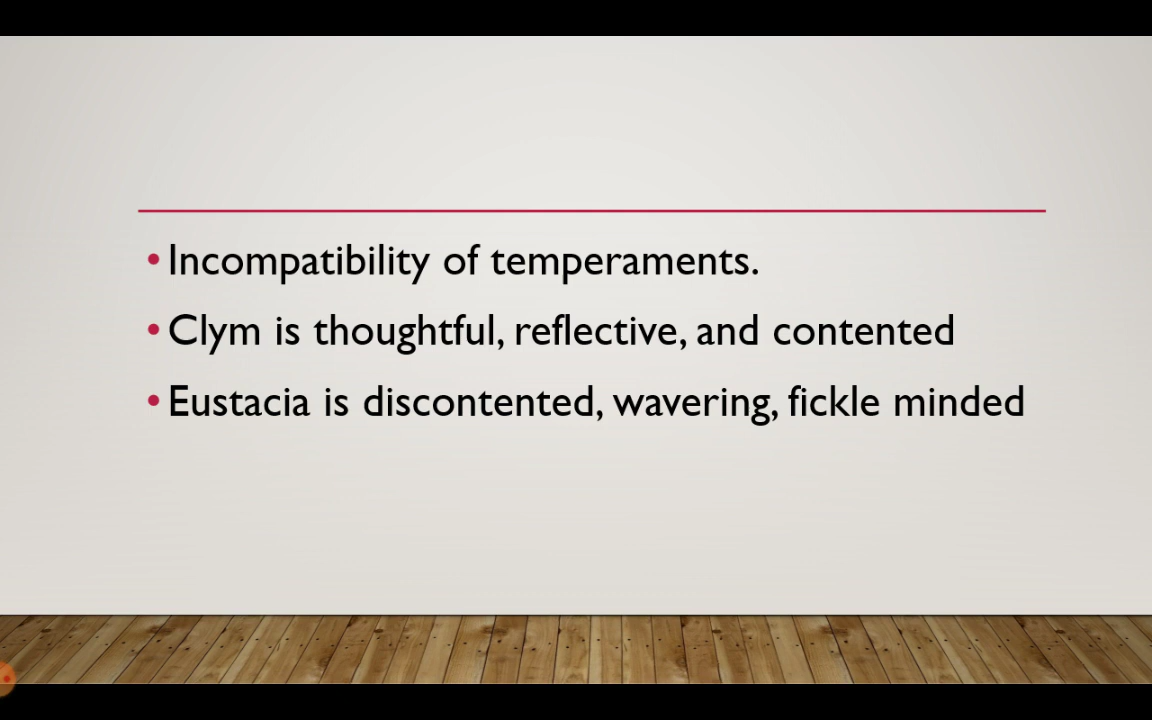 • Incompatibility of temperaments.
• Clym is thoughtful, reflective, and contented
• Eustacia is discontented, wavering, fickle minded